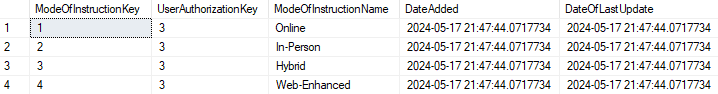 ModeOfInstructionKey UserAuthorizationKey ModeOfInstructionName DateAdded DateOfLastUpdate
1 1 3 Online 2024-05-17 21:47:44.0717734 2024-05-17 21:47:44.0717734
2 2 3 In-Person 2024-05-17 21:47:44.0717734 2024-05-17 21:47:44.0717734
3 3 3 Hybrid 2024-05-17 21:47:44.0717734 2024-05-17 21:47:44.0717734
4 4 3 Web-Enhanced 2024-05-17 21:47:44.0717734 2024-05-17 21:47:44.0717734